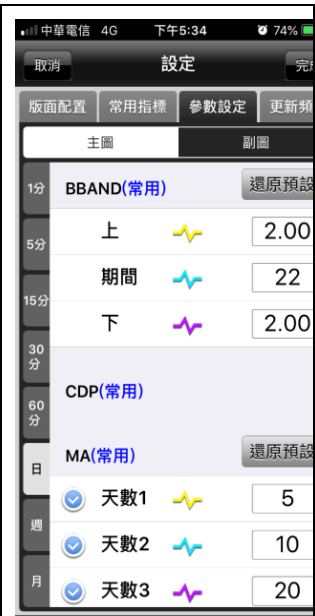 中華電信 4G 下午5:34 74%
取消 設定 完
版面配置 常用指標 參數設定 更新頻
主圖 副圖
1分 BBAND(常用) 還原預設
上 2.00
5分
期間 22
15分
下 2.00
30
分
CDP(常用)
60
分
MA(常用) 還原預設
日
天數1 5
週
天數2 10
月
天數3 20